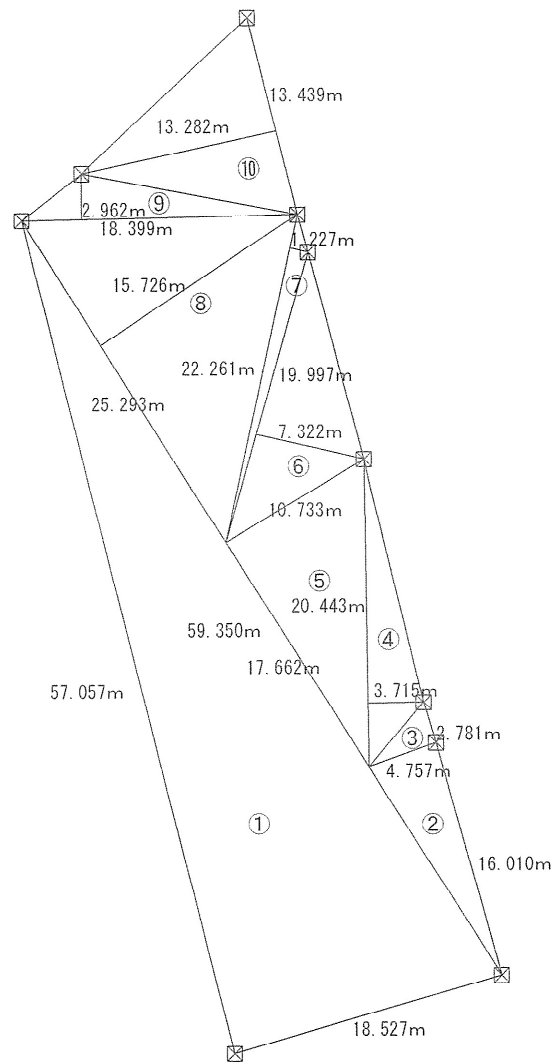 13.439m
13.282m
⑩
2.962m
⑨
18.399m
1.227m
15.726m
⑧
⑦
22.261m
19.997m
25.293m
7.322m
⑥
10.733m
⑤
20.443m
59.350m
④
17.662m
57.057m
3.715m
③
2.781m
4.757m
①
②
16.010m
18.527m